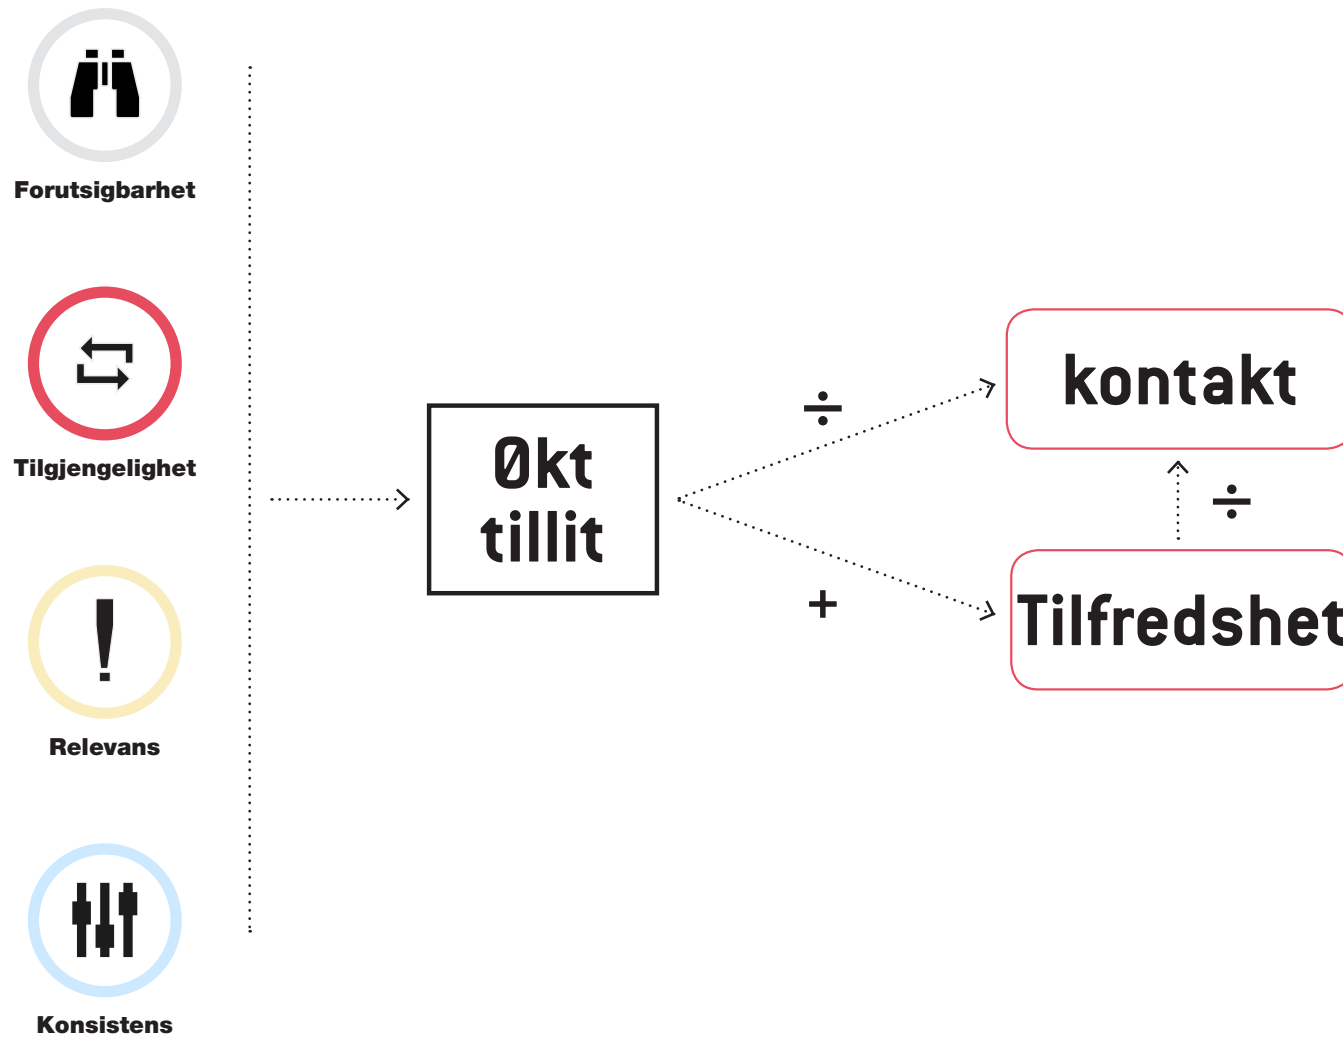 Forutsigbarhet
Tilgjengelighet
Relevans
Konsistens
Økt
tillit
÷
+
kontakt
÷
Tilfredshet